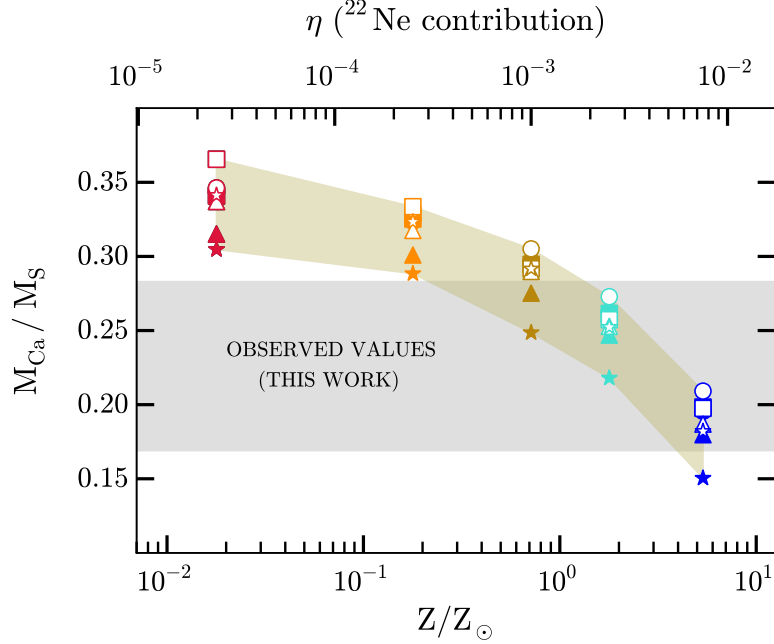 η (²²Ne contribution)
10⁻⁵ 10⁻⁴ 10⁻³ 10⁻²
M_Ca / M_S
0.35
0.30
0.25
0.20
0.15
OBSERVED VALUES
(THIS WORK)
10⁻² 10⁻¹ 10⁰ 10¹
Z/Z_⊙